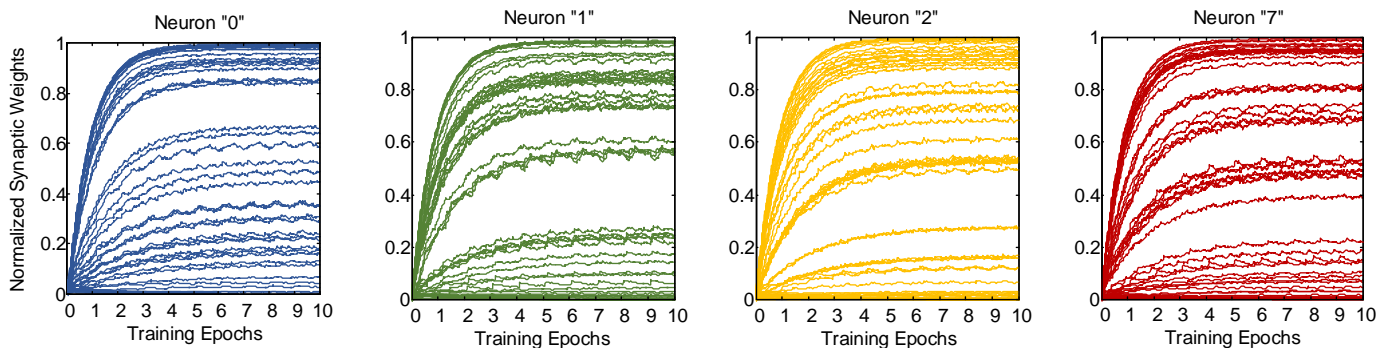 Neuron "0"
Neuron "1"
Neuron "2"
Neuron "7"
Normalized Synaptic Weights
1
0.8
0.6
0.4
0.2
0
0 1 2 3 4 5 6 7 8 9 10
Training Epochs
1
0.8
0.6
0.4
0.2
0
0 1 2 3 4 5 6 7 8 9 10
Training Epochs
1
0.8
0.6
0.4
0.2
0
0 1 2 3 4 5 6 7 8 9 10
Training Epochs
1
0.8
0.6
0.4
0.2
0
0 1 2 3 4 5 6 7 8 9 10
Training Epochs